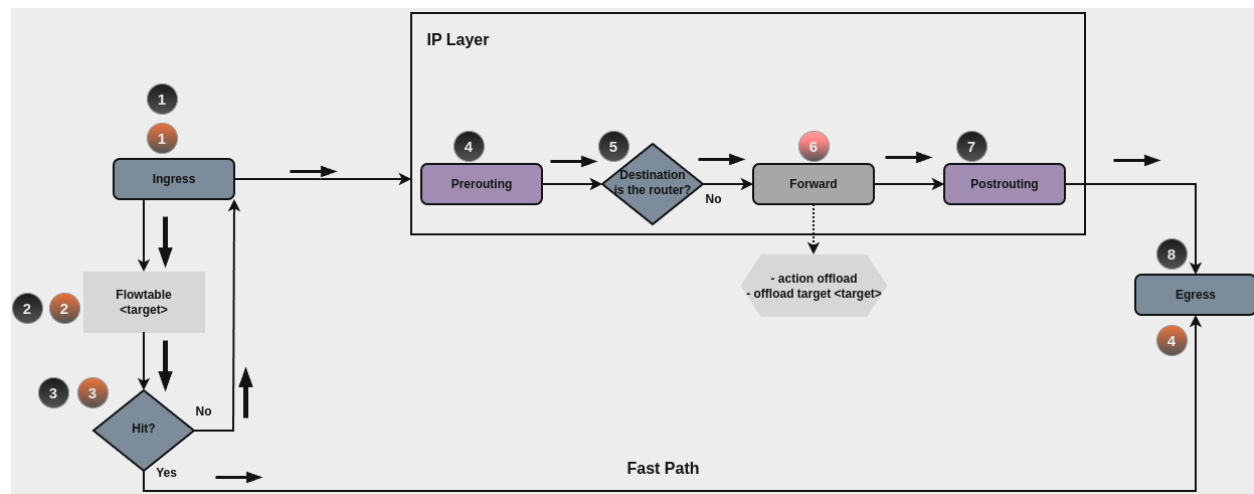 IP Layer
1
1
4
5
6
7
Ingress
Prerouting
Destination
is the router?
No
Forward
Postrouting
8
- action offload
- offload target <target>
Flowtable
<target>
2
2
Egress
4
3
3
Hit?
No
Yes
Fast Path